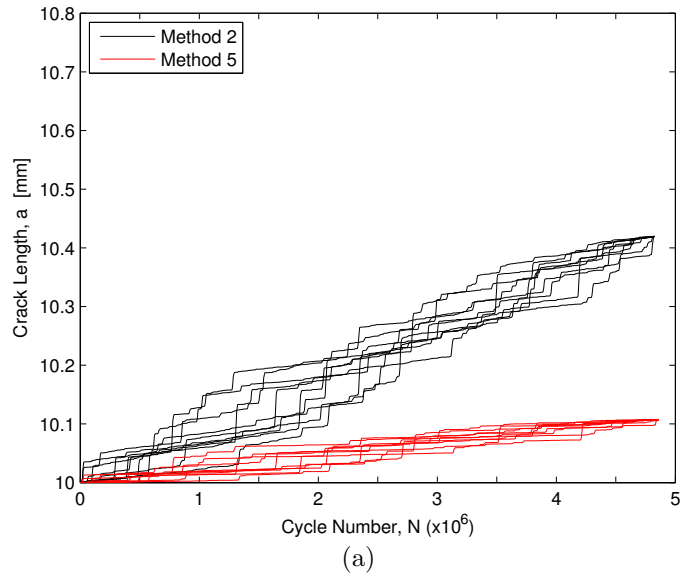 10.8
10.7
10.6
10.5
10.4
10.3
10.2
10.1
10
Method 2
Method 5
Crack Length, a [mm]
0 1 2 3 4 5
Cycle Number, N (x10^6)
(a)